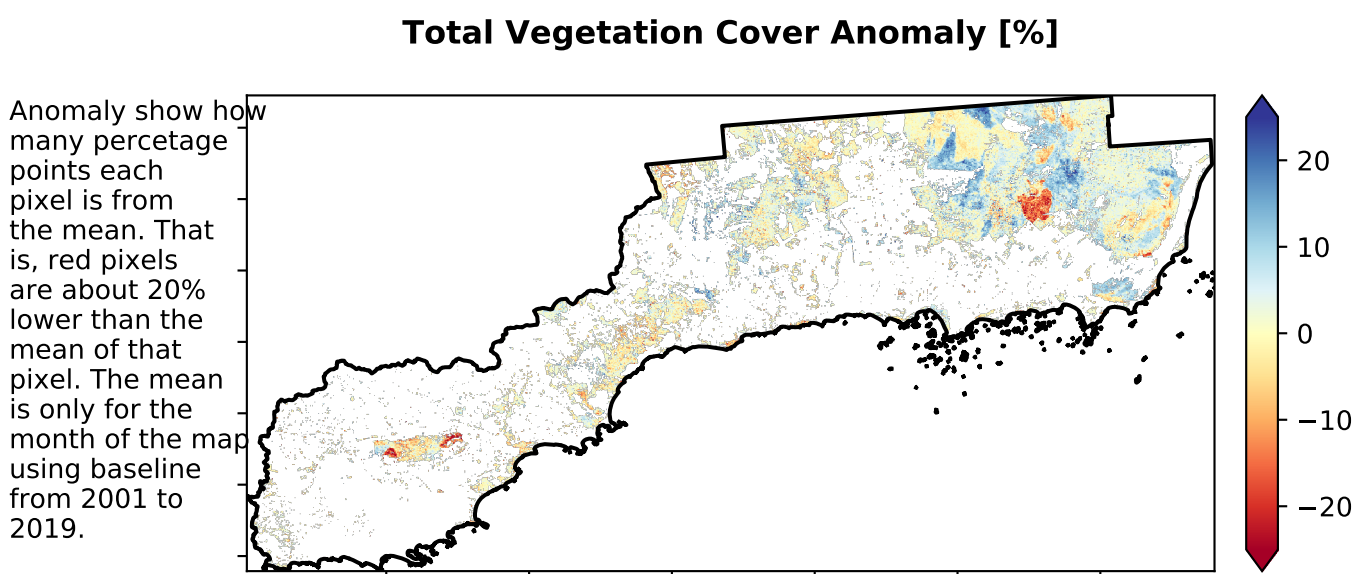 Total Vegetation Cover Anomaly [%]
Anomaly show how
many percetage
points each
pixel is from
the mean. That
is, red pixels
are about 20%
lower than the
mean of that
pixel. The mean
is only for the
month of the map
using baseline
from 2001 to
2019.
20
10
0
−10
−20